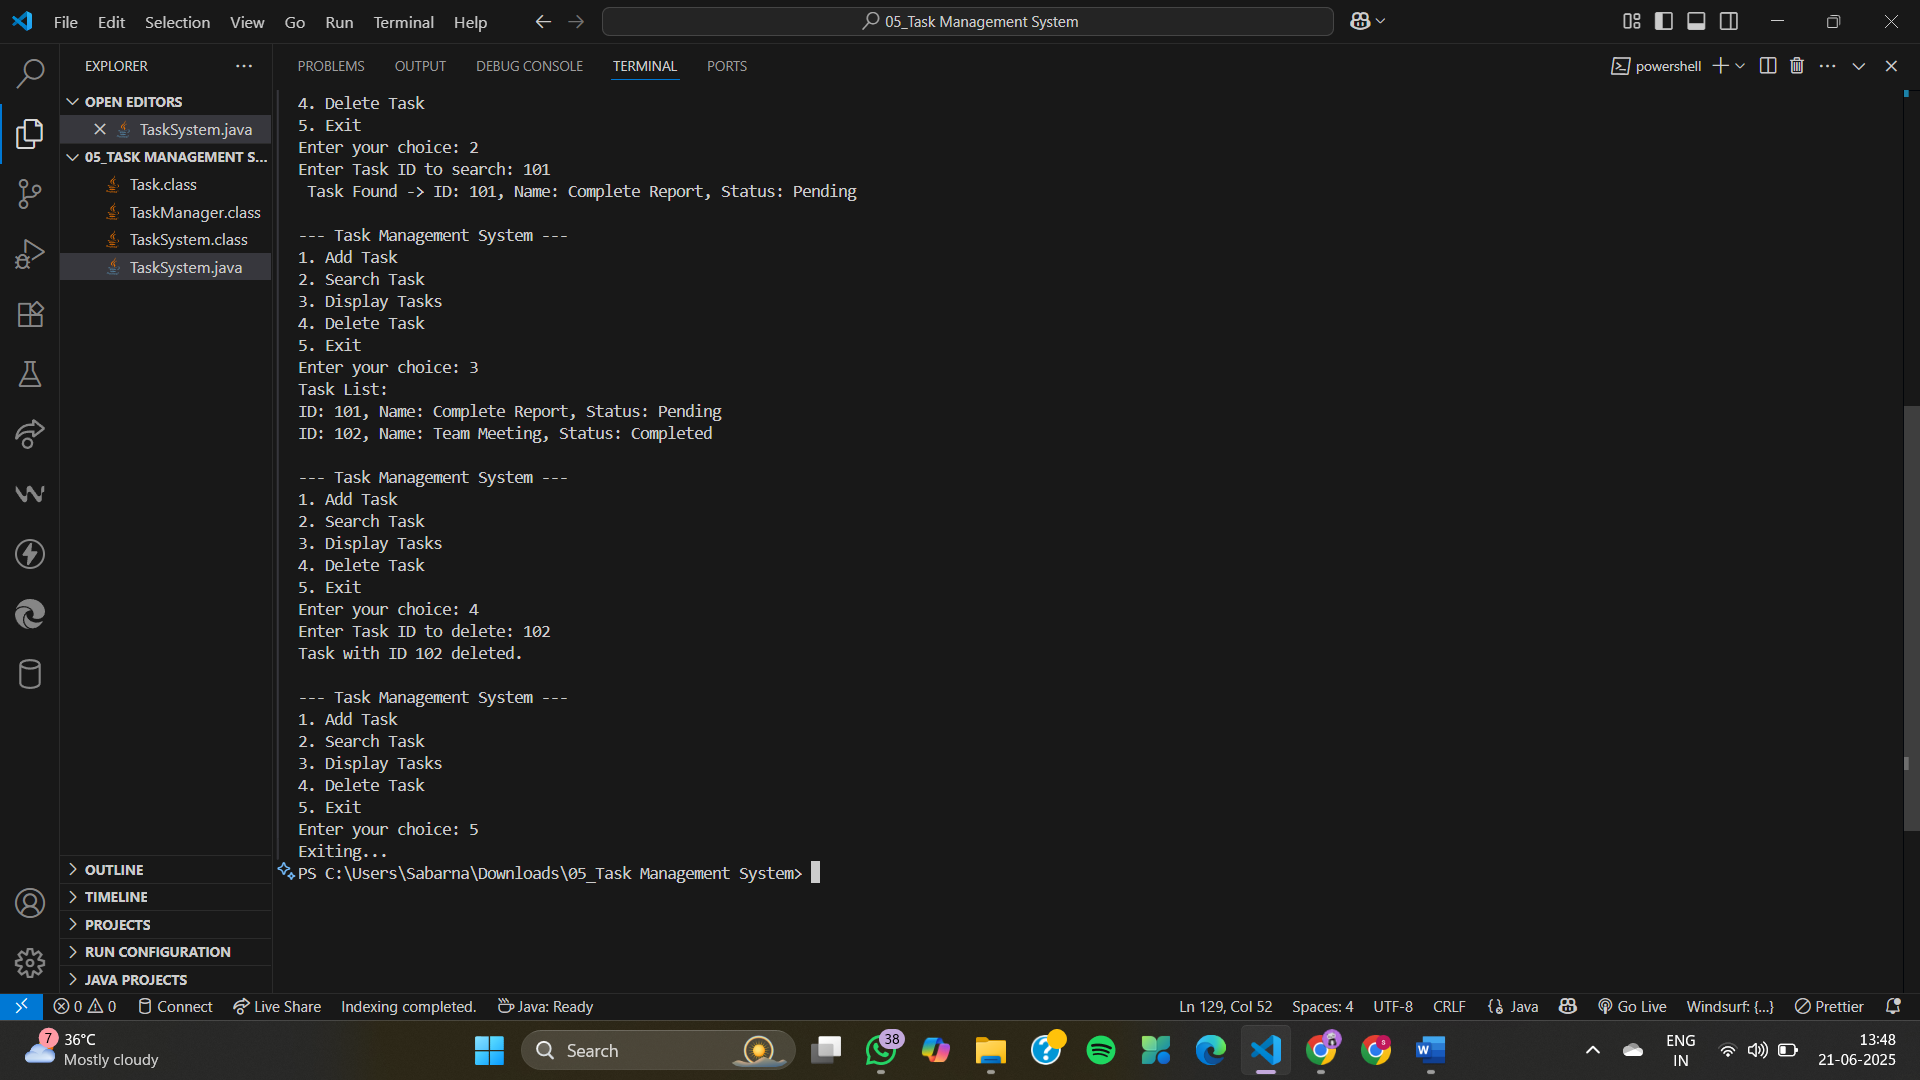 File Edit Selection View Go Run Terminal Help
05_Task Management System
EXPLORER
OPEN EDITORS
TaskSystem.java
05_TASK MANAGEMENT S...
Task.class
TaskManager.class
TaskSystem.class
TaskSystem.java
OUTLINE
TIMELINE
PROJECTS
RUN CONFIGURATION
JAVA PROJECTS
PROBLEMS OUTPUT DEBUG CONSOLE TERMINAL PORTS
powershell
4. Delete Task
5. Exit
Enter your choice: 2
Enter Task ID to search: 101
Task Found -> ID: 101, Name: Complete Report, Status: Pending
--- Task Management System ---
1. Add Task
2. Search Task
3. Display Tasks
4. Delete Task
5. Exit
Enter your choice: 3
Task List:
ID: 101, Name: Complete Report, Status: Pending
ID: 102, Name: Team Meeting, Status: Completed
--- Task Management System ---
1. Add Task
2. Search Task
3. Display Tasks
4. Delete Task
5. Exit
Enter your choice: 4
Enter Task ID to delete: 102
Task with ID 102 deleted.
--- Task Management System ---
1. Add Task
2. Search Task
3. Display Tasks
4. Delete Task
5. Exit
Enter your choice: 5
Exiting...
PS C:\Users\Sabarna\Downloads\05_Task Management System>
0 0 Connect Live Share Indexing completed. Java: Ready
Ln 129, Col 52 Spaces: 4 UTF-8 CRLF Java Go Live Windsurf: {...} Prettier
7
36°C
Mostly cloudy
Search
38
ENG
IN
13:48
21-06-2025